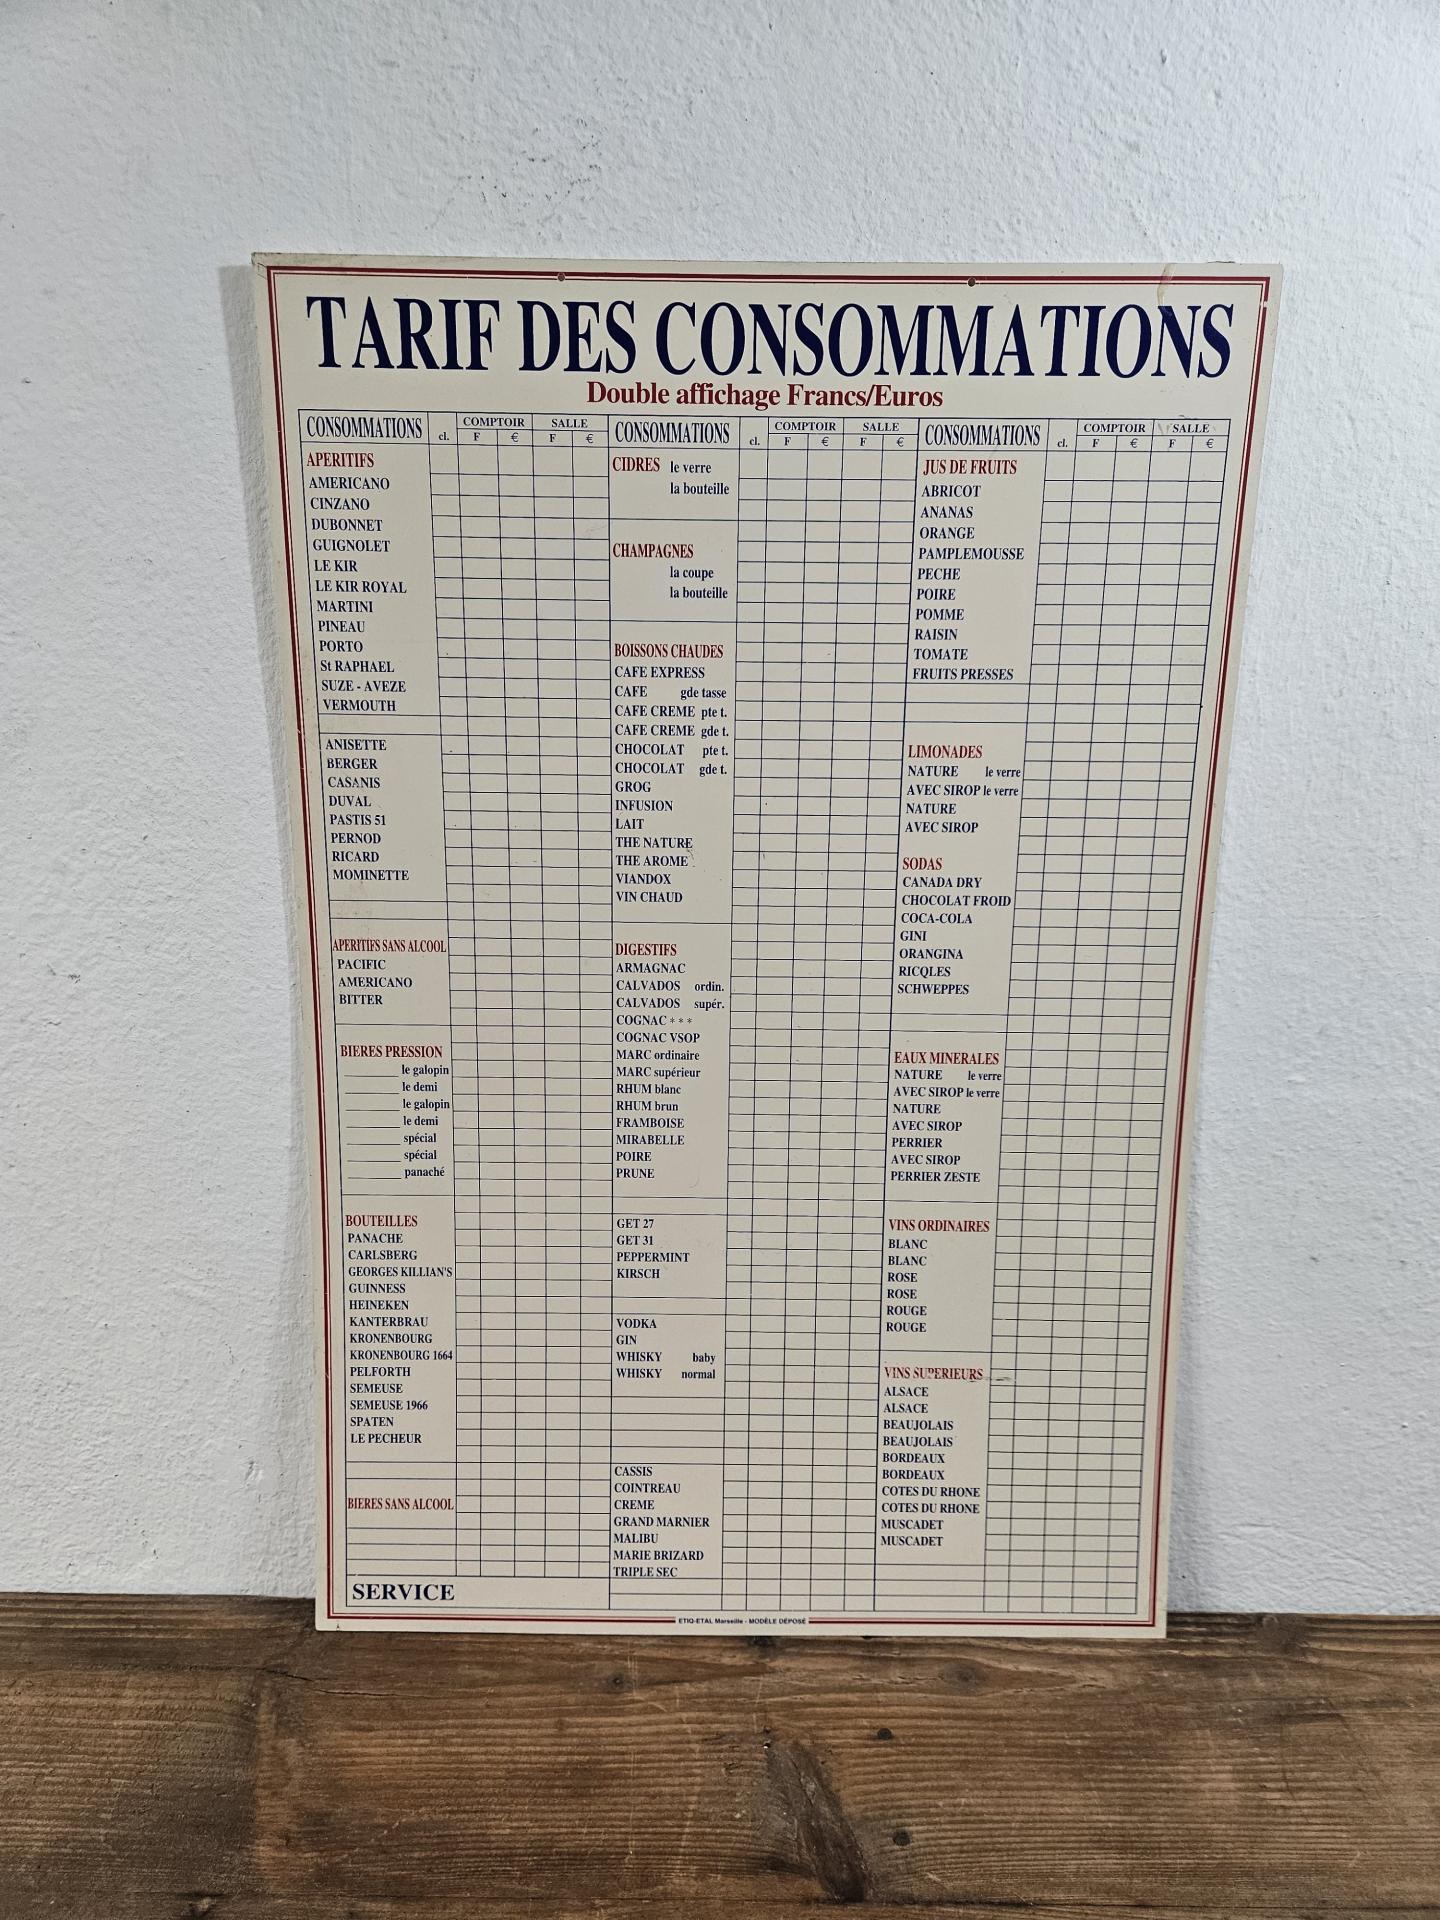 TARIF DES CONSOMMATIONS
Double affichage Francs/Euros
CONSOMMATIONS cl. COMPTOIR SALLE
F € F €
APERITIFS
AMERICANO
CINZANO
DUBONNET
GUIGNOLET
LE KIR
LE KIR ROYAL
MARTINI
PINEAU
PORTO
St RAPHAEL
SUZE - AVEZE
VERMOUTH
ANISETTE
BERGER
CASANIS
DUVAL
PASTIS 51
PERNOD
RICARD
MOMINETTE
APERITIFS SANS ALCOOL
PACIFIC
AMERICANO
BITTER
BIERES PRESSION
________ le galopin
________ le demi
________ le galopin
________ le demi
________ spécial
________ spécial
________ panaché
BOUTEILLES
PANACHE
CARLSBERG
GEORGES KILLIAN'S
GUINNESS
HEINEKEN
KANTERBRAU
KRONENBOURG
KRONENBOURG 1664
PELFORTH
SEMEUSE
SEMEUSE 1966
SPATEN
LE PECHEUR
BIERES SANS ALCOOL
SERVICE
CONSOMMATIONS cl. COMPTOIR SALLE
F € F €
CIDRES le verre
la bouteille
CHAMPAGNES
la coupe
la bouteille
BOISSONS CHAUDES
CAFE EXPRESS
CAFE gde tasse
CAFE CREME pte t.
CAFE CREME gde t.
CHOCOLAT pte t.
CHOCOLAT gde t.
GROG
INFUSION
LAIT
THE NATURE
THE AROME
VIANDOX
VIN CHAUD
DIGESTIFS
ARMAGNAC
CALVADOS ordin.
CALVADOS supér.
COGNAC * * *
COGNAC VSOP
MARC ordinaire
MARC supérieur
RHUM blanc
RHUM brun
FRAMBOISE
MIRABELLE
POIRE
PRUNE
GET 27
GET 31
PEPPERMINT
KIRSCH
VODKA
GIN
WHISKY baby
WHISKY normal
CASSIS
COINTREAU
CREME
GRAND MARNIER
MALIBU
MARIE BRIZARD
TRIPLE SEC
CONSOMMATIONS cl. COMPTOIR SALLE
F € F €
JUS DE FRUITS
ABRICOT
ANANAS
ORANGE
PAMPLEMOUSSE
PECHE
POIRE
POMME
RAISIN
TOMATE
FRUITS PRESSES
LIMONADES
NATURE le verre
AVEC SIROP le verre
NATURE
AVEC SIROP
SODAS
CANADA DRY
CHOCOLAT FROID
COCA-COLA
GINI
ORANGINA
RICQLES
SCHWEPPES
EAUX MINERALES
NATURE le verre
AVEC SIROP le verre
NATURE
AVEC SIROP
PERRIER
AVEC SIROP
PERRIER ZESTE
VINS ORDINAIRES
BLANC
BLANC
ROSE
ROSE
ROUGE
ROUGE
VINS SUPERIEURS
ALSACE
ALSACE
BEAUJOLAIS
BEAUJOLAIS
BORDEAUX
BORDEAUX
COTES DU RHONE
COTES DU RHONE
MUSCADET
MUSCADET
ETIQ-ETAL Marseille - MODÈLE DÉPOSÉ